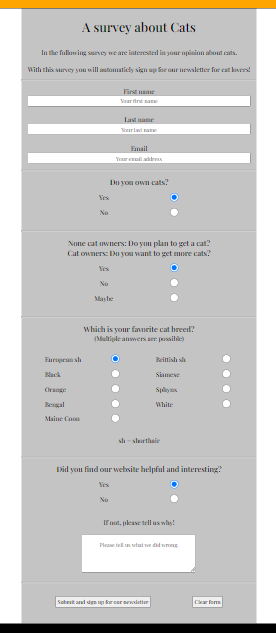 A survey about Cats
In the following survey we are interested in your opinion about cats.
With this survey you will automaticly sign up for our newsletter for cat lovers!
First name
Your first name
Last name
Your last name
Email
Your email address
Do you own cats?
Yes
No
None cat owners: Do you plan to get a cat?
Cat owners: Do you want to get more cats?
Yes
No
Maybe
Which is your favorite cat breed?
(Multiple answers are possible)
European sh
Brittish sh
Black
Siamese
Orange
Sphynx
Bengal
White
Maine Coon
sh = shorthair
Did you find our website helpful and interesting?
Yes
No
If not, please tell us why!
Please tell us what we did wrong.
Submit and sign up for our newsletter
Clear form